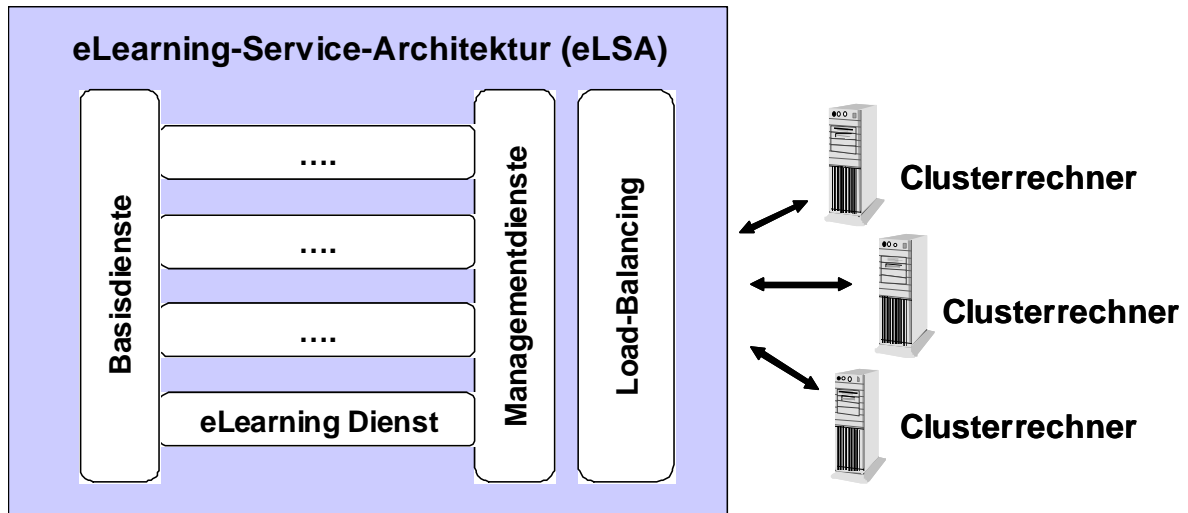 eLearning-Service-Architektur (eLSA)
Basisdienste
....
....
....
eLearning Dienst
Managementdienste
Load-Balancing
Clusterrechner
Clusterrechner
Clusterrechner